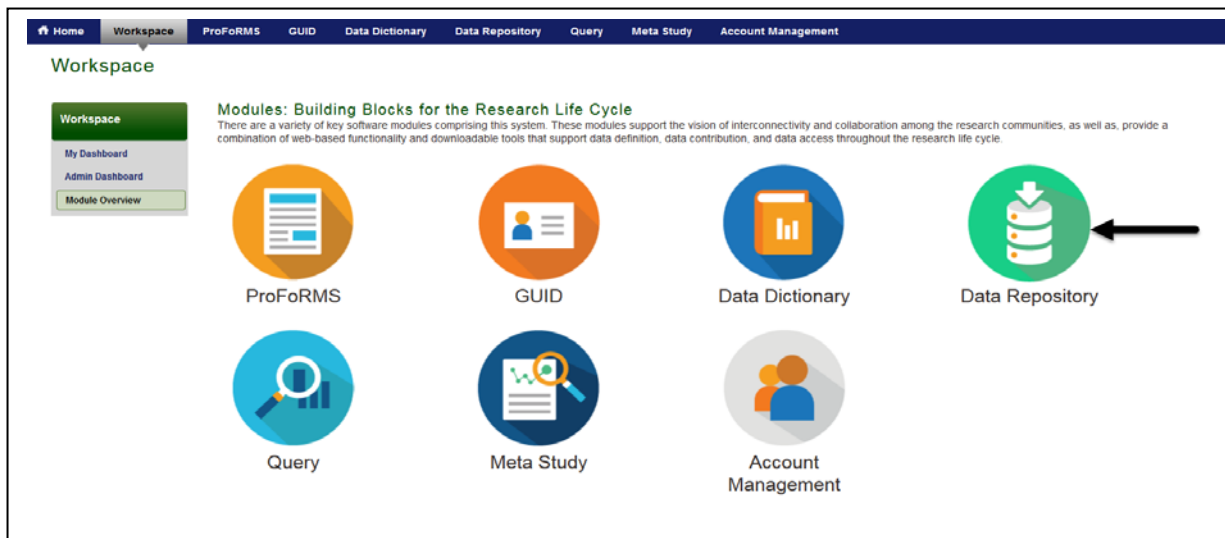 Home Workspace ProFoRMS GUID Data Dictionary Data Repository Query Meta Study Account Management
Workspace
Workspace
My Dashboard
Admin Dashboard
Module Overview
Modules: Building Blocks for the Research Life Cycle
There are a variety of key software modules comprising this system. These modules support the vision of interconnectivity and collaboration among the research communities, as well as, provide a
combination of web-based functionality and downloadable tools that support data definition, data contribution, and data access throughout the research life cycle.
ProFoRMS GUID Data Dictionary Data Repository
Query Meta Study Account
Management